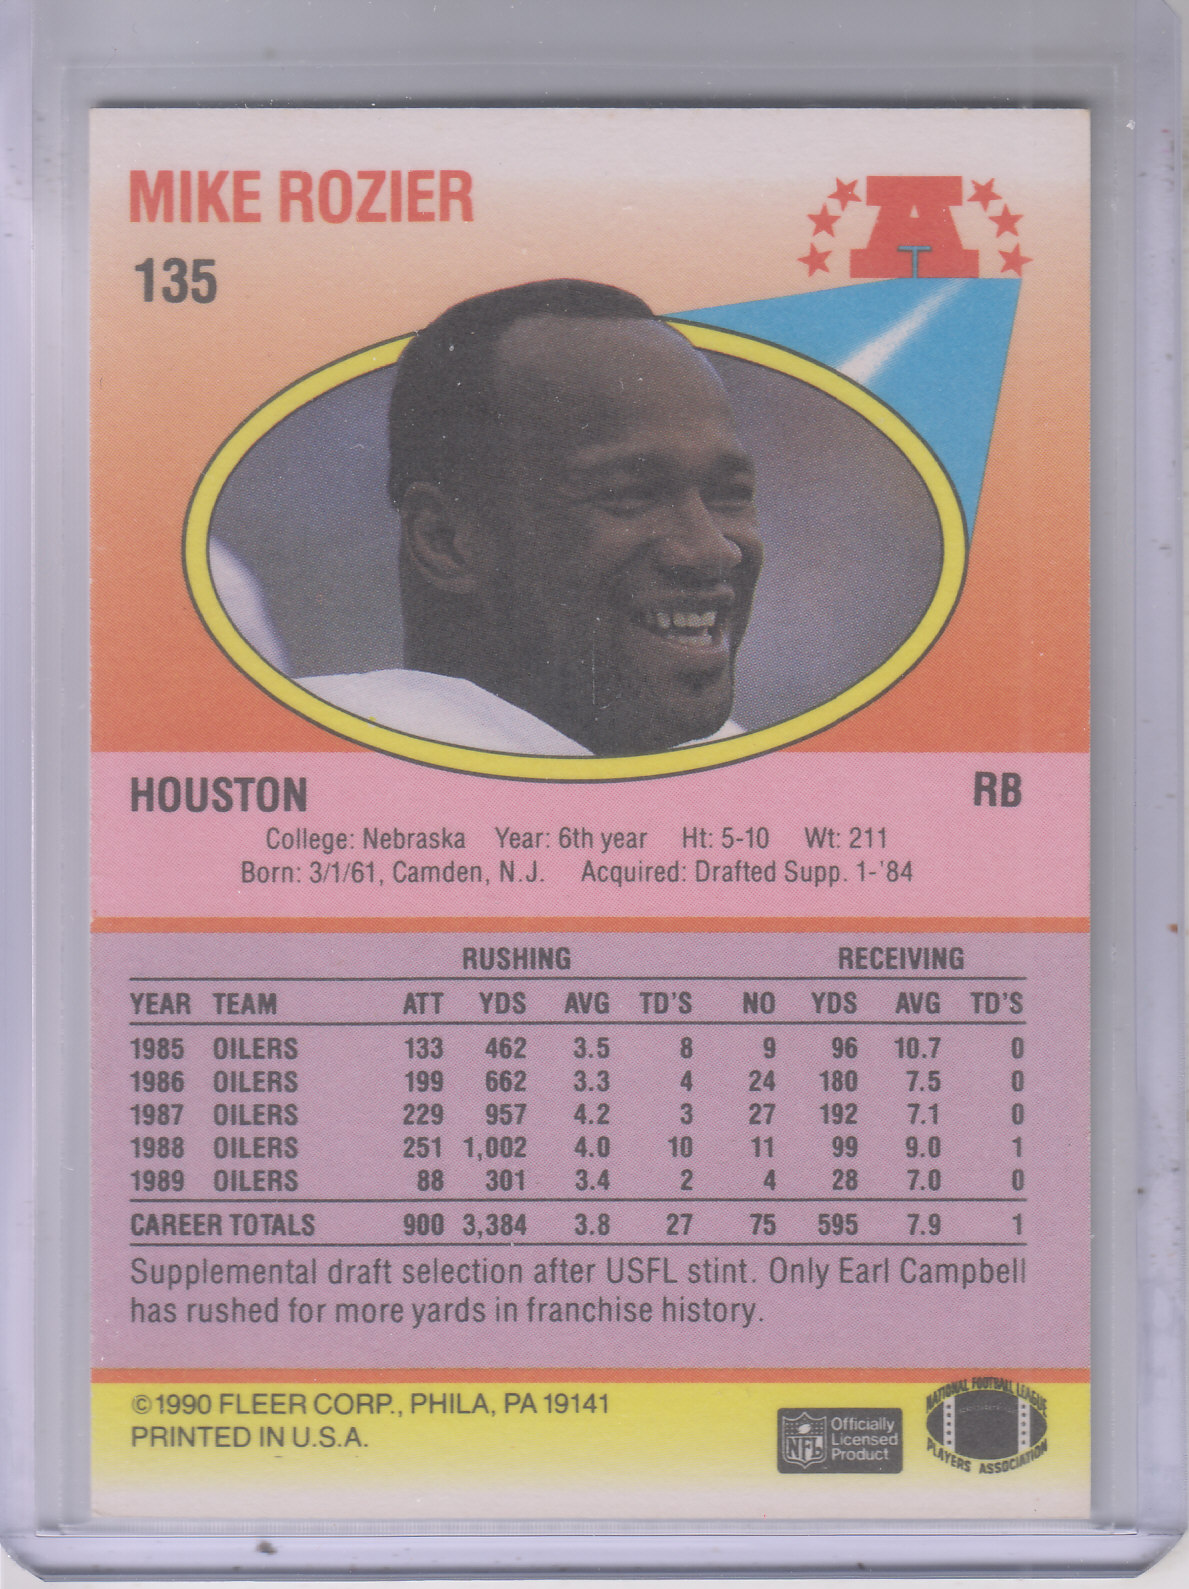 MIKE ROZIER
A
135
HOUSTON RB
College: Nebraska Year: 6th year Ht: 5-10 Wt: 211
Born: 3/1/61, Camden, N.J. Acquired: Drafted Supp. 1-'84
RUSHING RECEIVING
YEAR TEAM ATT YDS AVG TD'S NO YDS AVG TD'S
1985 OILERS 133 462 3.5 8 9 96 10.7 0
1986 OILERS 199 662 3.3 4 24 180 7.5 0
1987 OILERS 229 957 4.2 3 27 192 7.1 0
1988 OILERS 251 1,002 4.0 10 11 99 9.0 1
1989 OILERS 88 301 3.4 2 4 28 7.0 0
CAREER TOTALS 900 3,384 3.8 27 75 595 7.9 1
Supplemental draft selection after USFL stint. Only Earl Campbell
has rushed for more yards in franchise history.
©1990 FLEER CORP., PHILA, PA 19141
PRINTED IN U.S.A.
NFL
Officially
Licensed
Product
NATIONAL FOOTBALL LEAGUE
PLAYERS ASSOCIATION